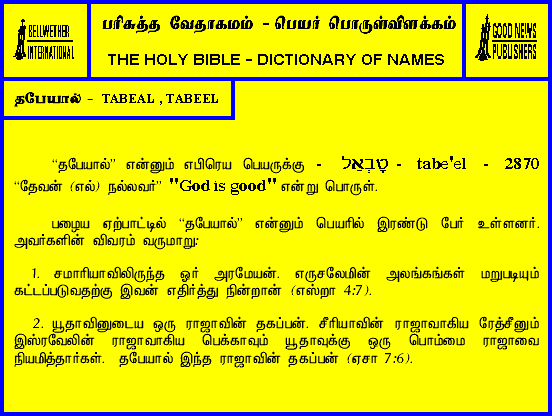 BELLWETHER
INTERNATIONAL
பரிசுத்த வேதாகமம் - பெயர் பொருள்விளக்கம்
THE HOLY BIBLE - DICTIONARY OF NAMES
GOOD NEWS
PUBLISHERS
தபேயால் - TABEAL , TABEEL
“தபேயால்” என்னும் எபிரெய பெயருக்கு - טָבְאַל - tabe'el - 2870
“தேவன் (எல்) நல்லவர்” "God is good" என்று பொருள்.
பழைய ஏற்பாட்டில் “தபேயால்” என்னும் பெயரில் இரண்டு பேர் உள்ளனர்.
அவர்களின் விவரம் வருமாறு:
1. சமாரியாவிலிருந்த ஓர் அரமேயன். எருசலேமின் அலங்கங்கள் மறுபடியும்
கட்டப்படுவதற்கு இவன் எதிர்த்து நின்றான் (எஸ்றா 4:7).
2. யூதாவினுடைய ஒரு ராஜாவின் தகப்பன். சீரியாவின் ராஜாவாகிய ரேத்சீனும்
இஸ்ரவேலின் ராஜாவாகிய பெக்காவும் யூதாவுக்கு ஒரு பொம்மை ராஜாவை
நியமித்தார்கள். தபேயால் இந்த ராஜாவின் தகப்பன் (ஏசா 7:6).